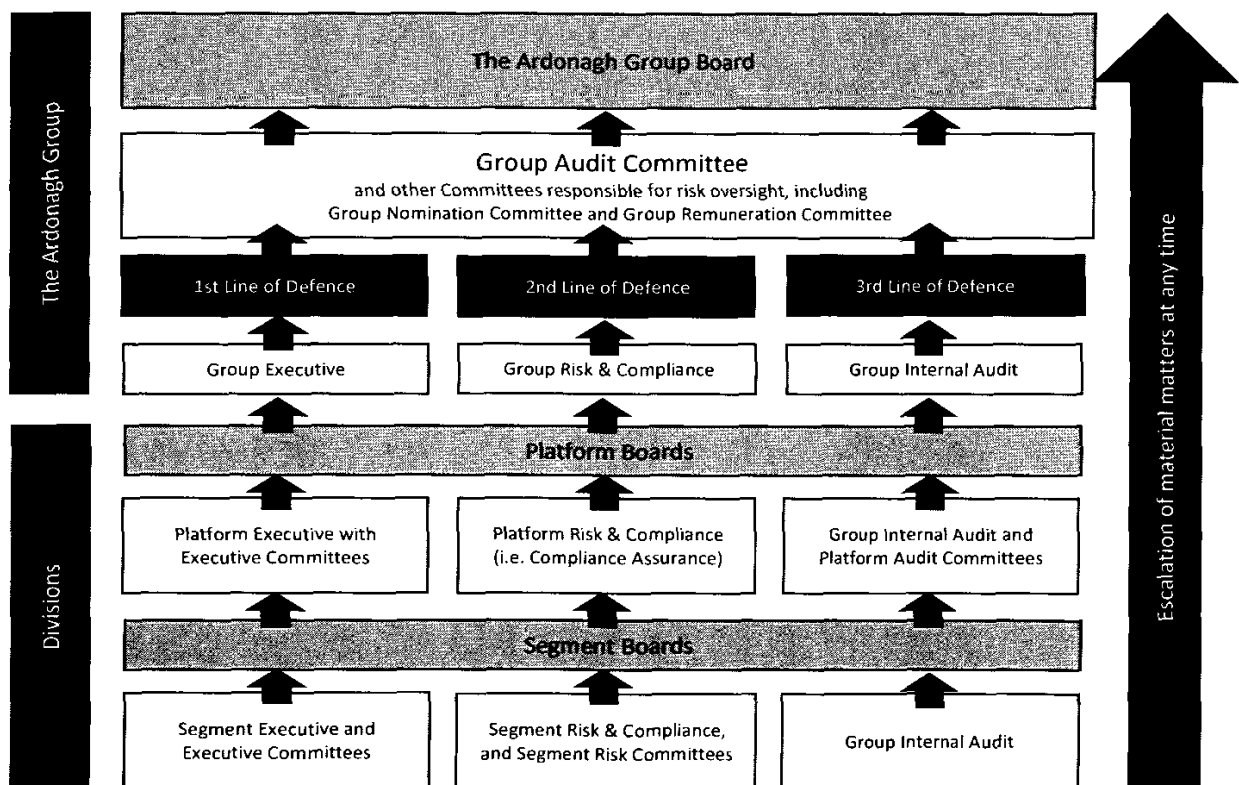 The Ardonagh Group Board
The Ardonagh Group
Group Audit Committee
and other Committees responsible for risk oversight, including
Group Nomination Committee and Group Remuneration Committee
1st Line of Defence
2nd Line of Defence
3rd Line of Defence
Group Executive
Group Risk & Compliance
Group Internal Audit
Escalation of material matters at any time
Divisions
Platform Boards
Platform Executive with
Executive Committees
Platform Risk & Compliance
(i.e. Compliance Assurance)
Group Internal Audit and
Platform Audit Committees
Segment Boards
Segment Executive and
Executive Committees
Segment Risk & Compliance,
and Segment Risk Committees
Group Internal Audit